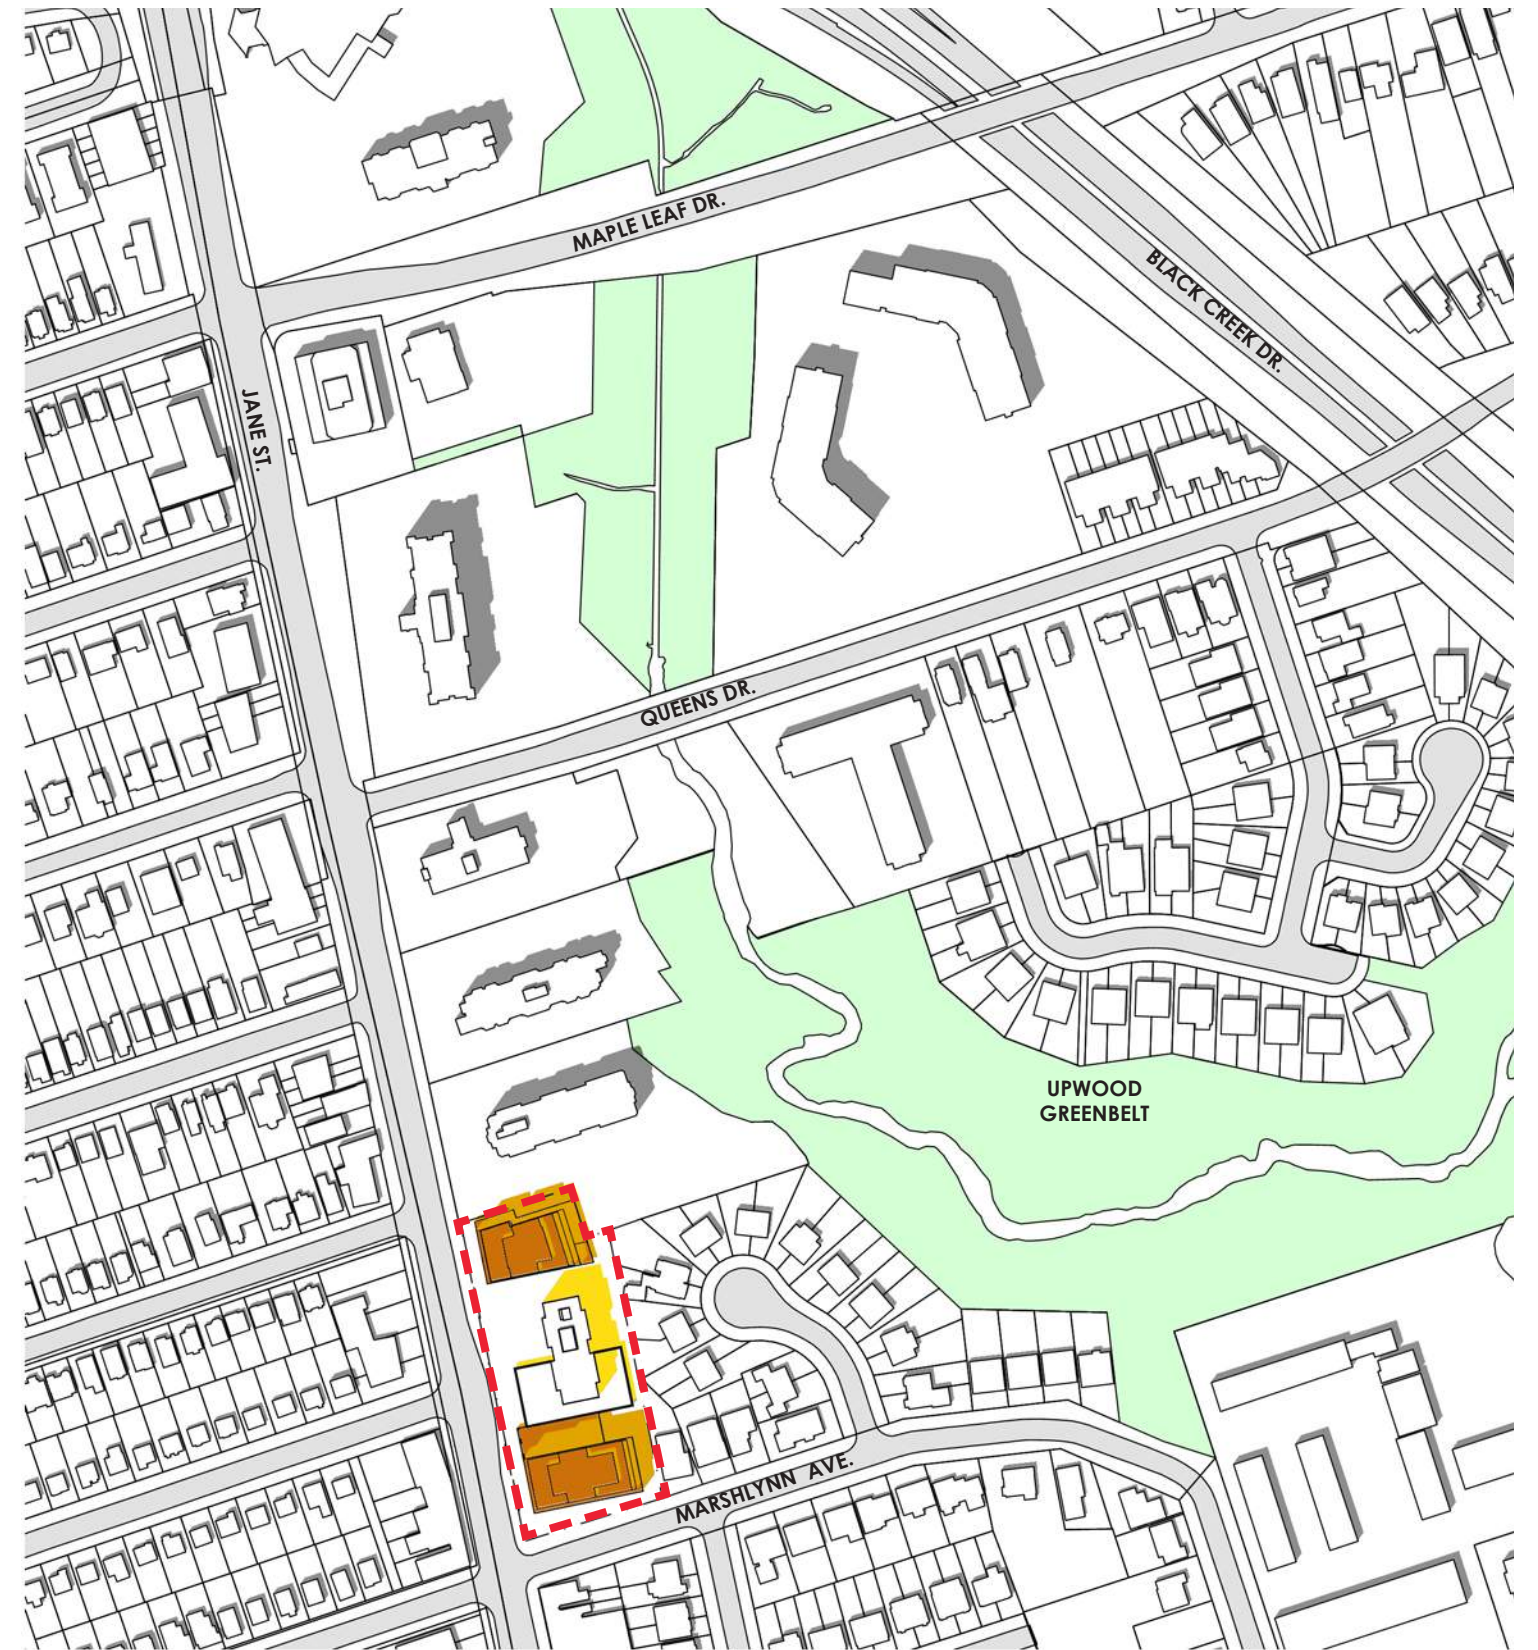 MAPLE LEAF DR.
BLACK CREEK DR.
JANE ST.
QUEENS DR.
UPWOOD
GREENBELT
MARSHLYNN AVE.